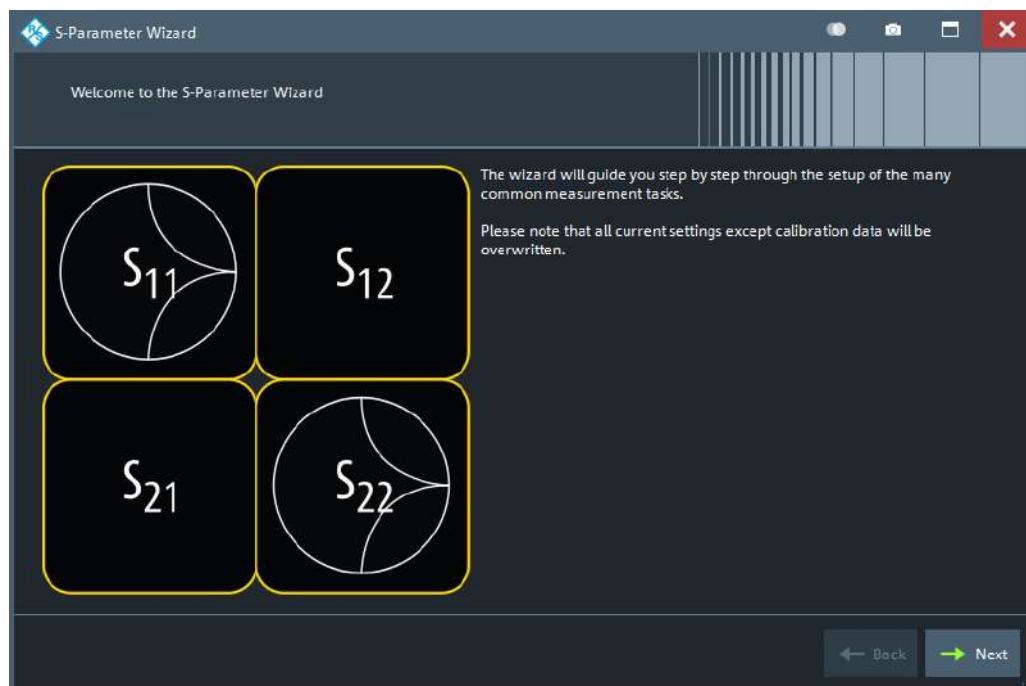 S-Parameter Wizard
Welcome to the S-Parameter Wizard
S11
S12
S21
S22
The wizard will guide you step by step through the setup of the many
common measurement tasks.
Please note that all current settings except calibration data will be
overwritten.
Back
Next